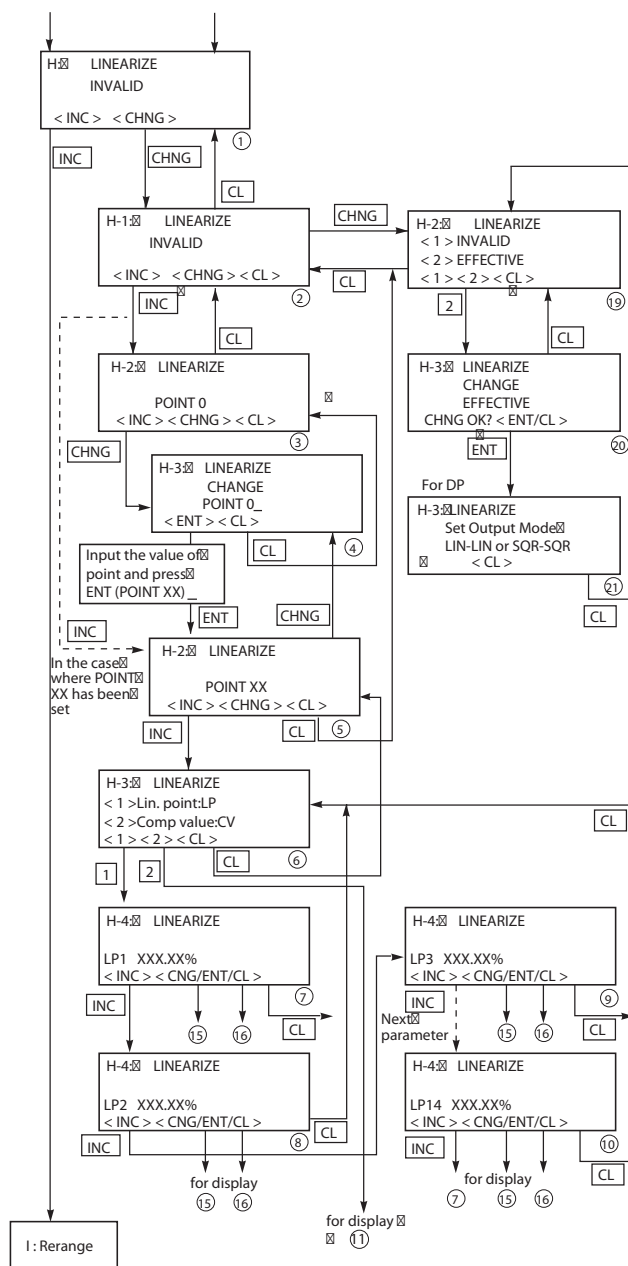 H: LINEARIZE
INVALID
< INC > < CHNG >
①
INC
CHNG
CL
H-1: LINEARIZE
INVALID
< INC > < CHNG > < CL >
②
CHNG
CL
H-2: LINEARIZE
< 1 > INVALID
< 2 > EFFECTIVE
< 1 > < 2 > < CL >
⑲
INC
CL
2
CL
H-2: LINEARIZE
POINT 0
< INC > < CHNG > < CL >
③
H-3: LINEARIZE
CHANGE
EFFECTIVE
CHNG OK? < ENT/CL >
⑳
CHNG
ENT
H-3: LINEARIZE
CHANGE
POINT 0_
< ENT > < CL >
④
For DP
H-3:LINEARIZE
Set Output Mode
LIN-LIN or SQR-SQR
< CL >
㉑
CL
Input the value of
point and press
ENT (POINT XX) _
CL
ENT
CHNG
INC
In the case
where POINT
XX has been
set
H-2: LINEARIZE
POINT XX
< INC > < CHNG > < CL >
⑤
INC
CL
H-3: LINEARIZE
< 1 >Lin. point:LP
< 2 >Comp value:CV
< 1 > < 2 > < CL >
⑥
CL
1
2
CL
H-4: LINEARIZE
LP1 XXX.XX%
< INC > < CNG/ENT/CL >
⑦
INC
⑮
⑯
CL
H-4: LINEARIZE
LP3 XXX.XX%
< INC > < CNG/ENT/CL >
⑨
INC
Next
parameter
⑮
⑯
CL
H-4: LINEARIZE
LP2 XXX.XX%
< INC > < CNG/ENT/CL >
⑧
INC
CL
for display
⑮
⑯
H-4: LINEARIZE
LP14 XXX.XX%
< INC > < CNG/ENT/CL >
⑩
INC
CL
for display
⑦
⑮
⑯
for display
⑪
I : Rerange